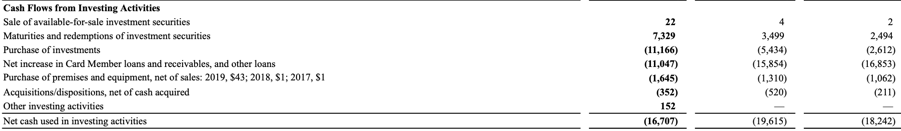 Cash Flows from Investing Activities
Sale of available-for-sale investment securities 22 4 2
Maturities and redemptions of investment securities 7,329 3,499 2,494
Purchase of investments (11,166) (5,434) (2,612)
Net increase in Card Member loans and receivables, and other loans (11,047) (15,854) (16,853)
Purchase of premises and equipment, net of sales: 2019, $43; 2018, $1; 2017, $1 (1,645) (1,310) (1,062)
Acquisitions/dispositions, net of cash acquired (352) (520) (211)
Other investing activities 152 — —
Net cash used in investing activities (16,707) (19,615) (18,242)